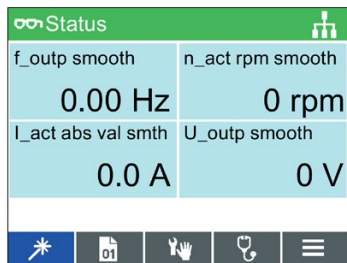 Status
f_outp smooth
n_act rpm smooth
0.00 Hz
0 rpm
I_act abs val smth
U_outp smooth
0.0 A
0 V
01